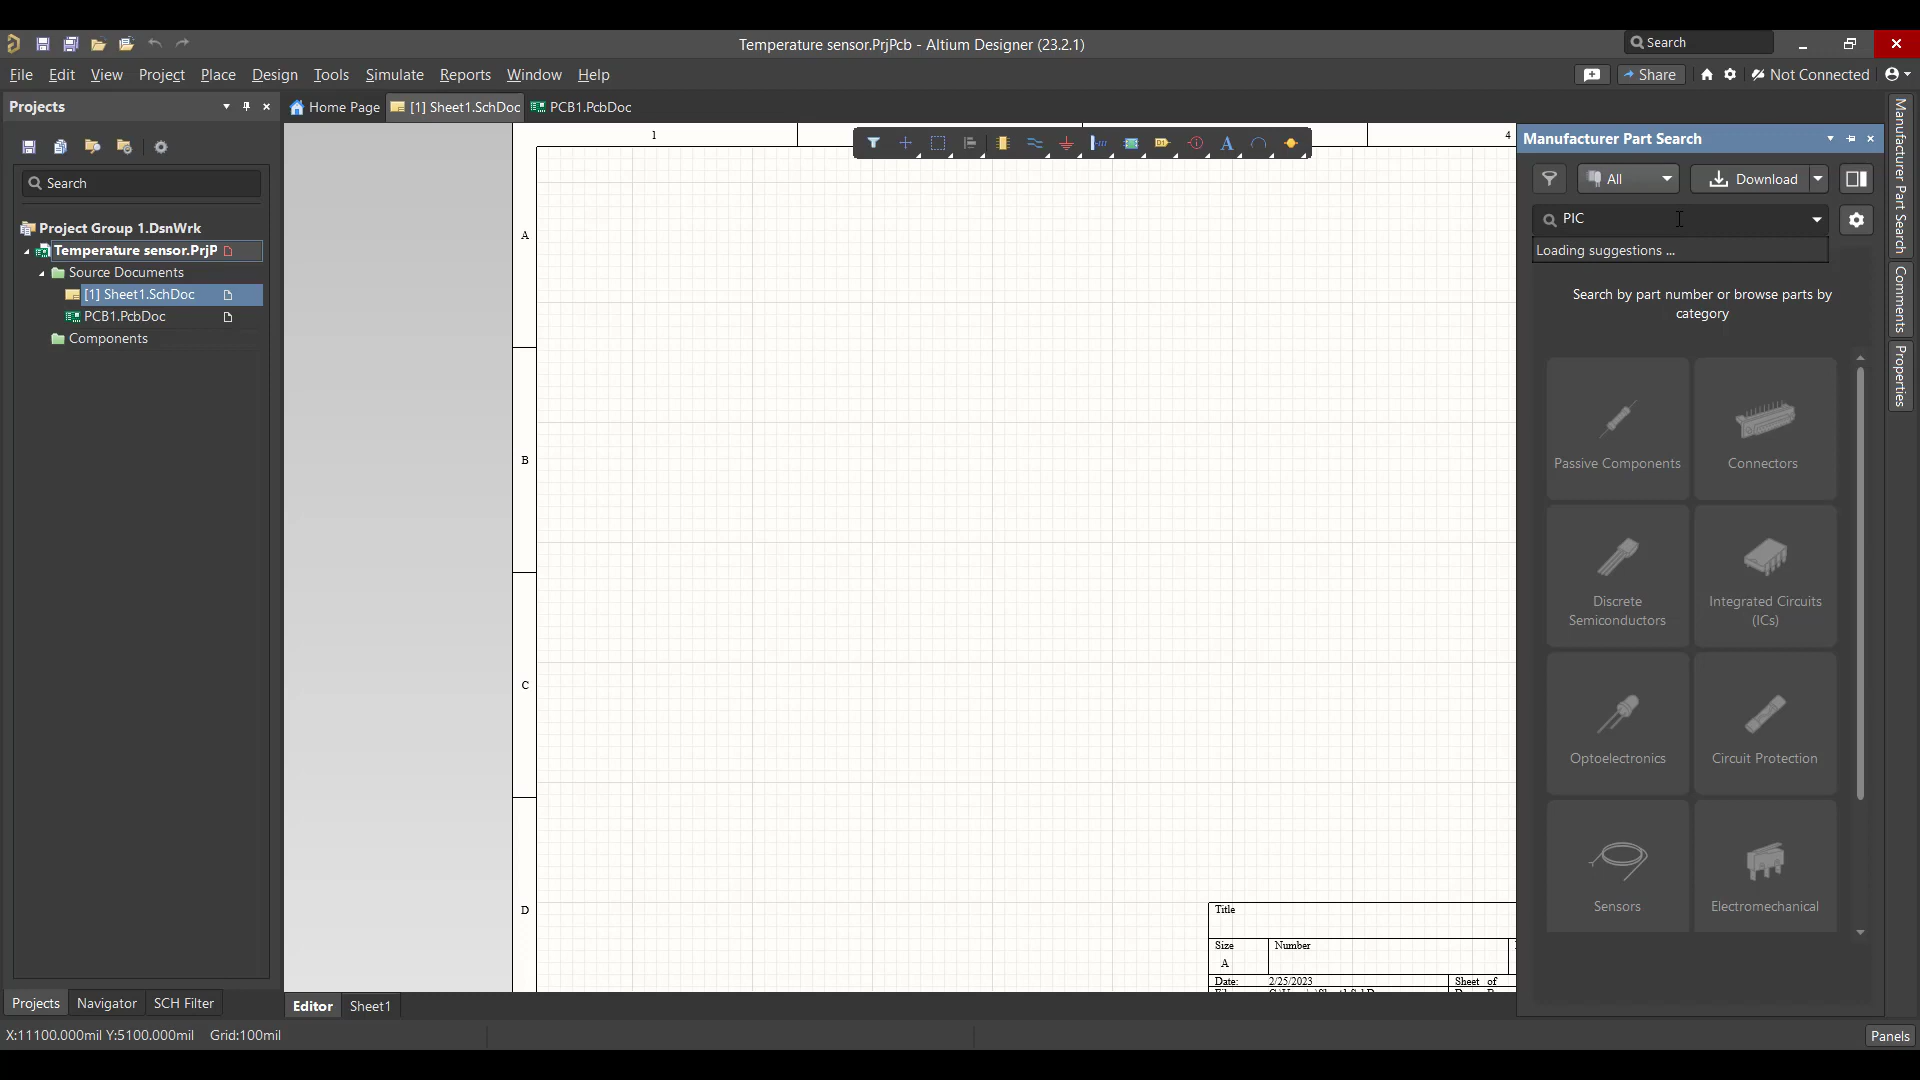 Temperature sensor.PrjPcb - Altium Designer (23.2.1)
Search
File Edit View Project Place Design Tools Simulate Reports Window Help
Share
Not Connected
Projects
Home Page
[1] Sheet1.SchDoc
PCB1.PcbDoc
Search
Project Group 1.DsnWrk
Temperature sensor.PrjP
Source Documents
[1] Sheet1.SchDoc
PCB1.PcbDoc
Components
1
4
A
B
C
D
Title
Size
Number
A
Date:
2/25/2023
Sheet of
Manufacturer Part Search
All
Download
PIC
Loading suggestions ...
Search by part number or browse parts by
category
Passive Components
Connectors
Discrete
Semiconductors
Integrated Circuits
(ICs)
Optoelectronics
Circuit Protection
Sensors
Electromechanical
Manufacturer Part Search
Comments
Properties
Projects
Navigator
SCH Filter
Editor
Sheet1
X:11100.000mil Y:5100.000mil
Grid:100mil
Panels